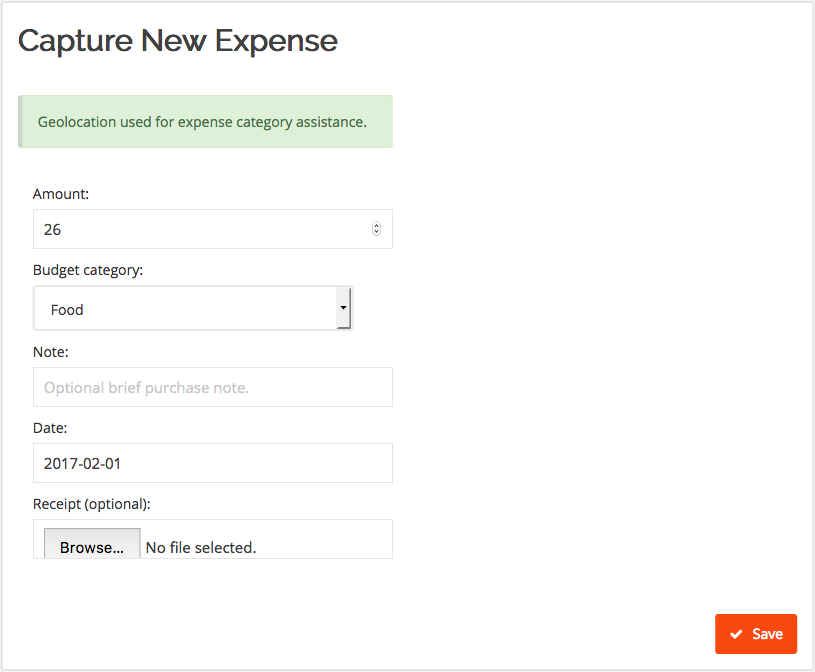 Capture New Expense
Geolocation used for expense category assistance.
Amount:
26
Budget category:
Food
Note:
Optional brief purchase note.
Date:
2017-02-01
Receipt (optional):
Browse... No file selected.
Save